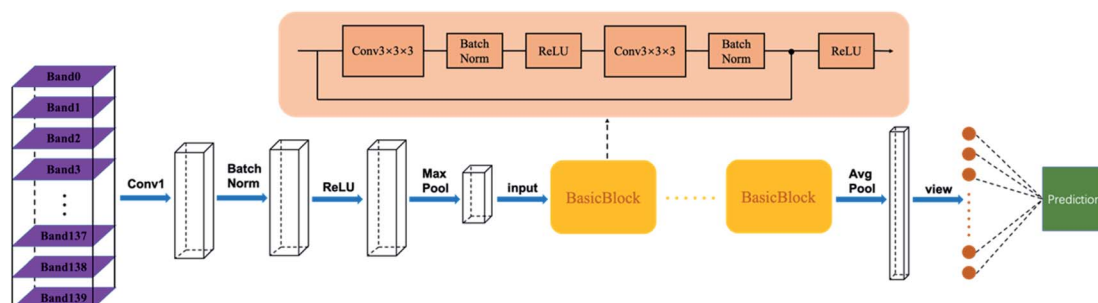 Conv3×3×3
Batch
Norm
ReLU
Conv3×3×3
Batch
Norm
ReLU
Band0
Band1
Band2
Band3
Band137
Band138
Band139
Conv1
Batch
Norm
ReLU
Max
Pool
input
BasicBlock
BasicBlock
Avg
Pool
view
Prediction